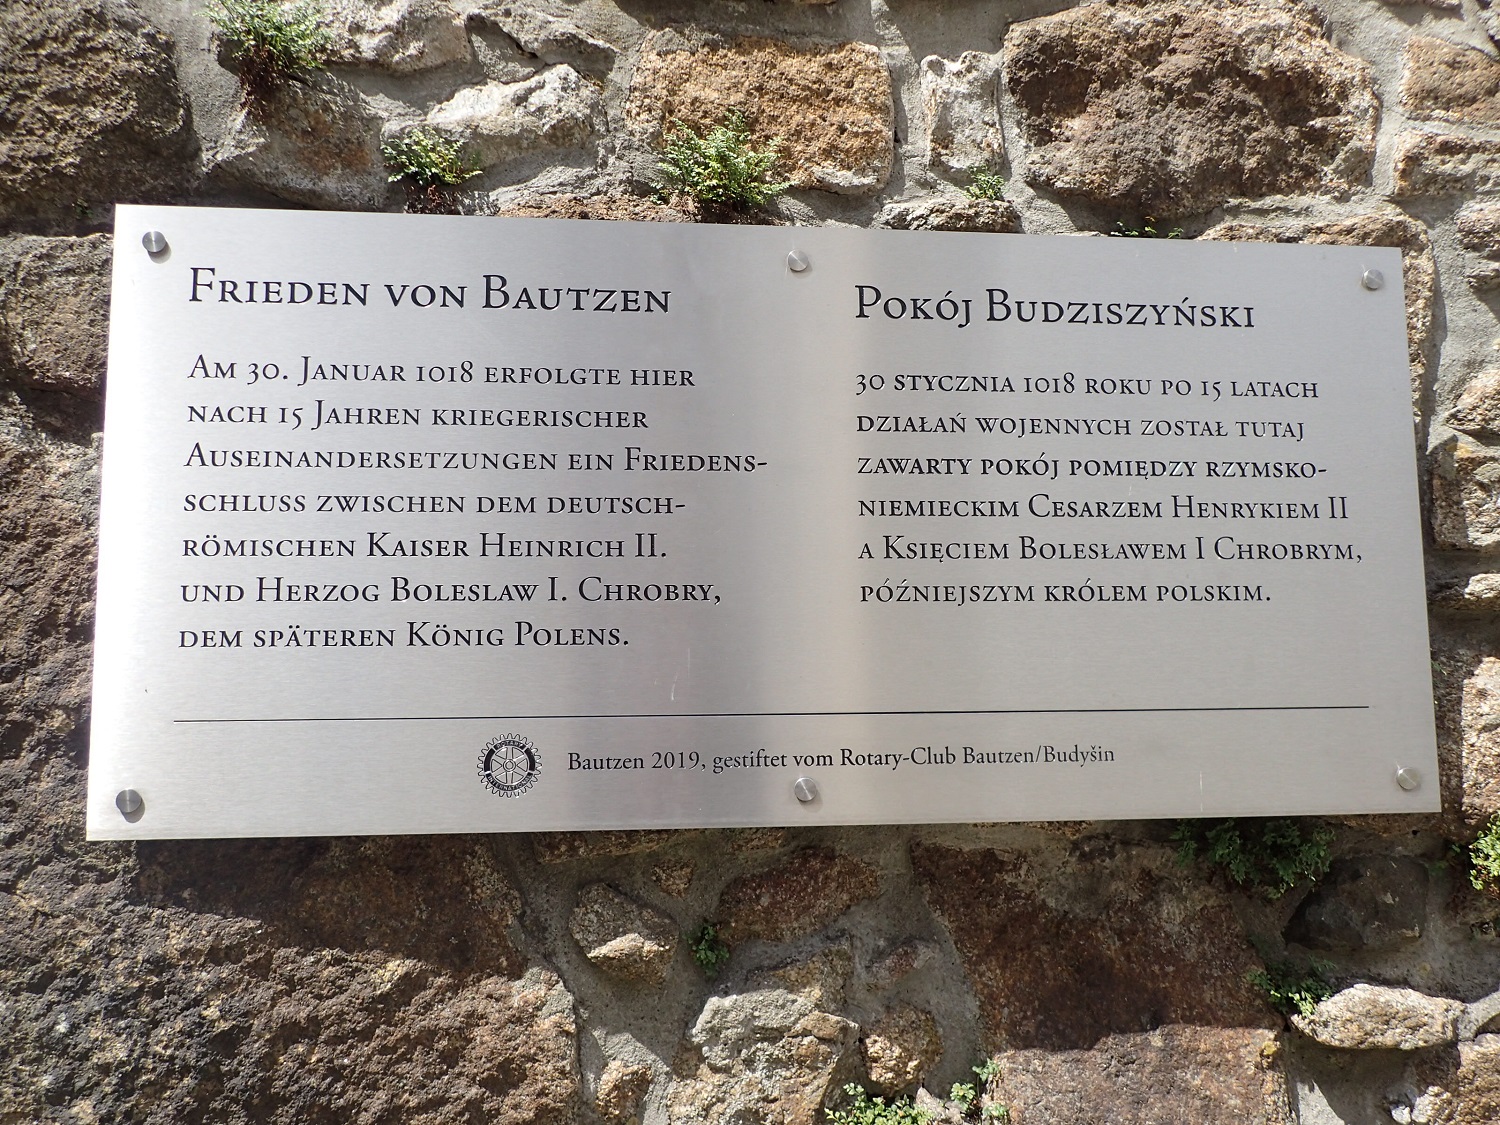 Frieden von Bautzen
Am 30. Januar 1018 erfolgte hier
nach 15 Jahren kriegerischer
Auseinandersetzungen ein Friedens-
schluss zwischen dem deutsch-
römischen Kaiser Heinrich II.
und Herzog Boleslaw I. Chrobry,
dem späteren König Polens.
Pokój Budziszyński
30 stycznia 1018 roku po 15 latach
działań wojennych został tutaj
zawarty pokój pomiędzy rzymsko-
niemieckim Cesarzem Henrykiem II
a Księciem Bolesławem I Chrobrym,
późniejszym królem polskim.
ROTARY
INTERNATIONAL
Bautzen 2019, gestiftet vom Rotary-Club Bautzen/Budyšin